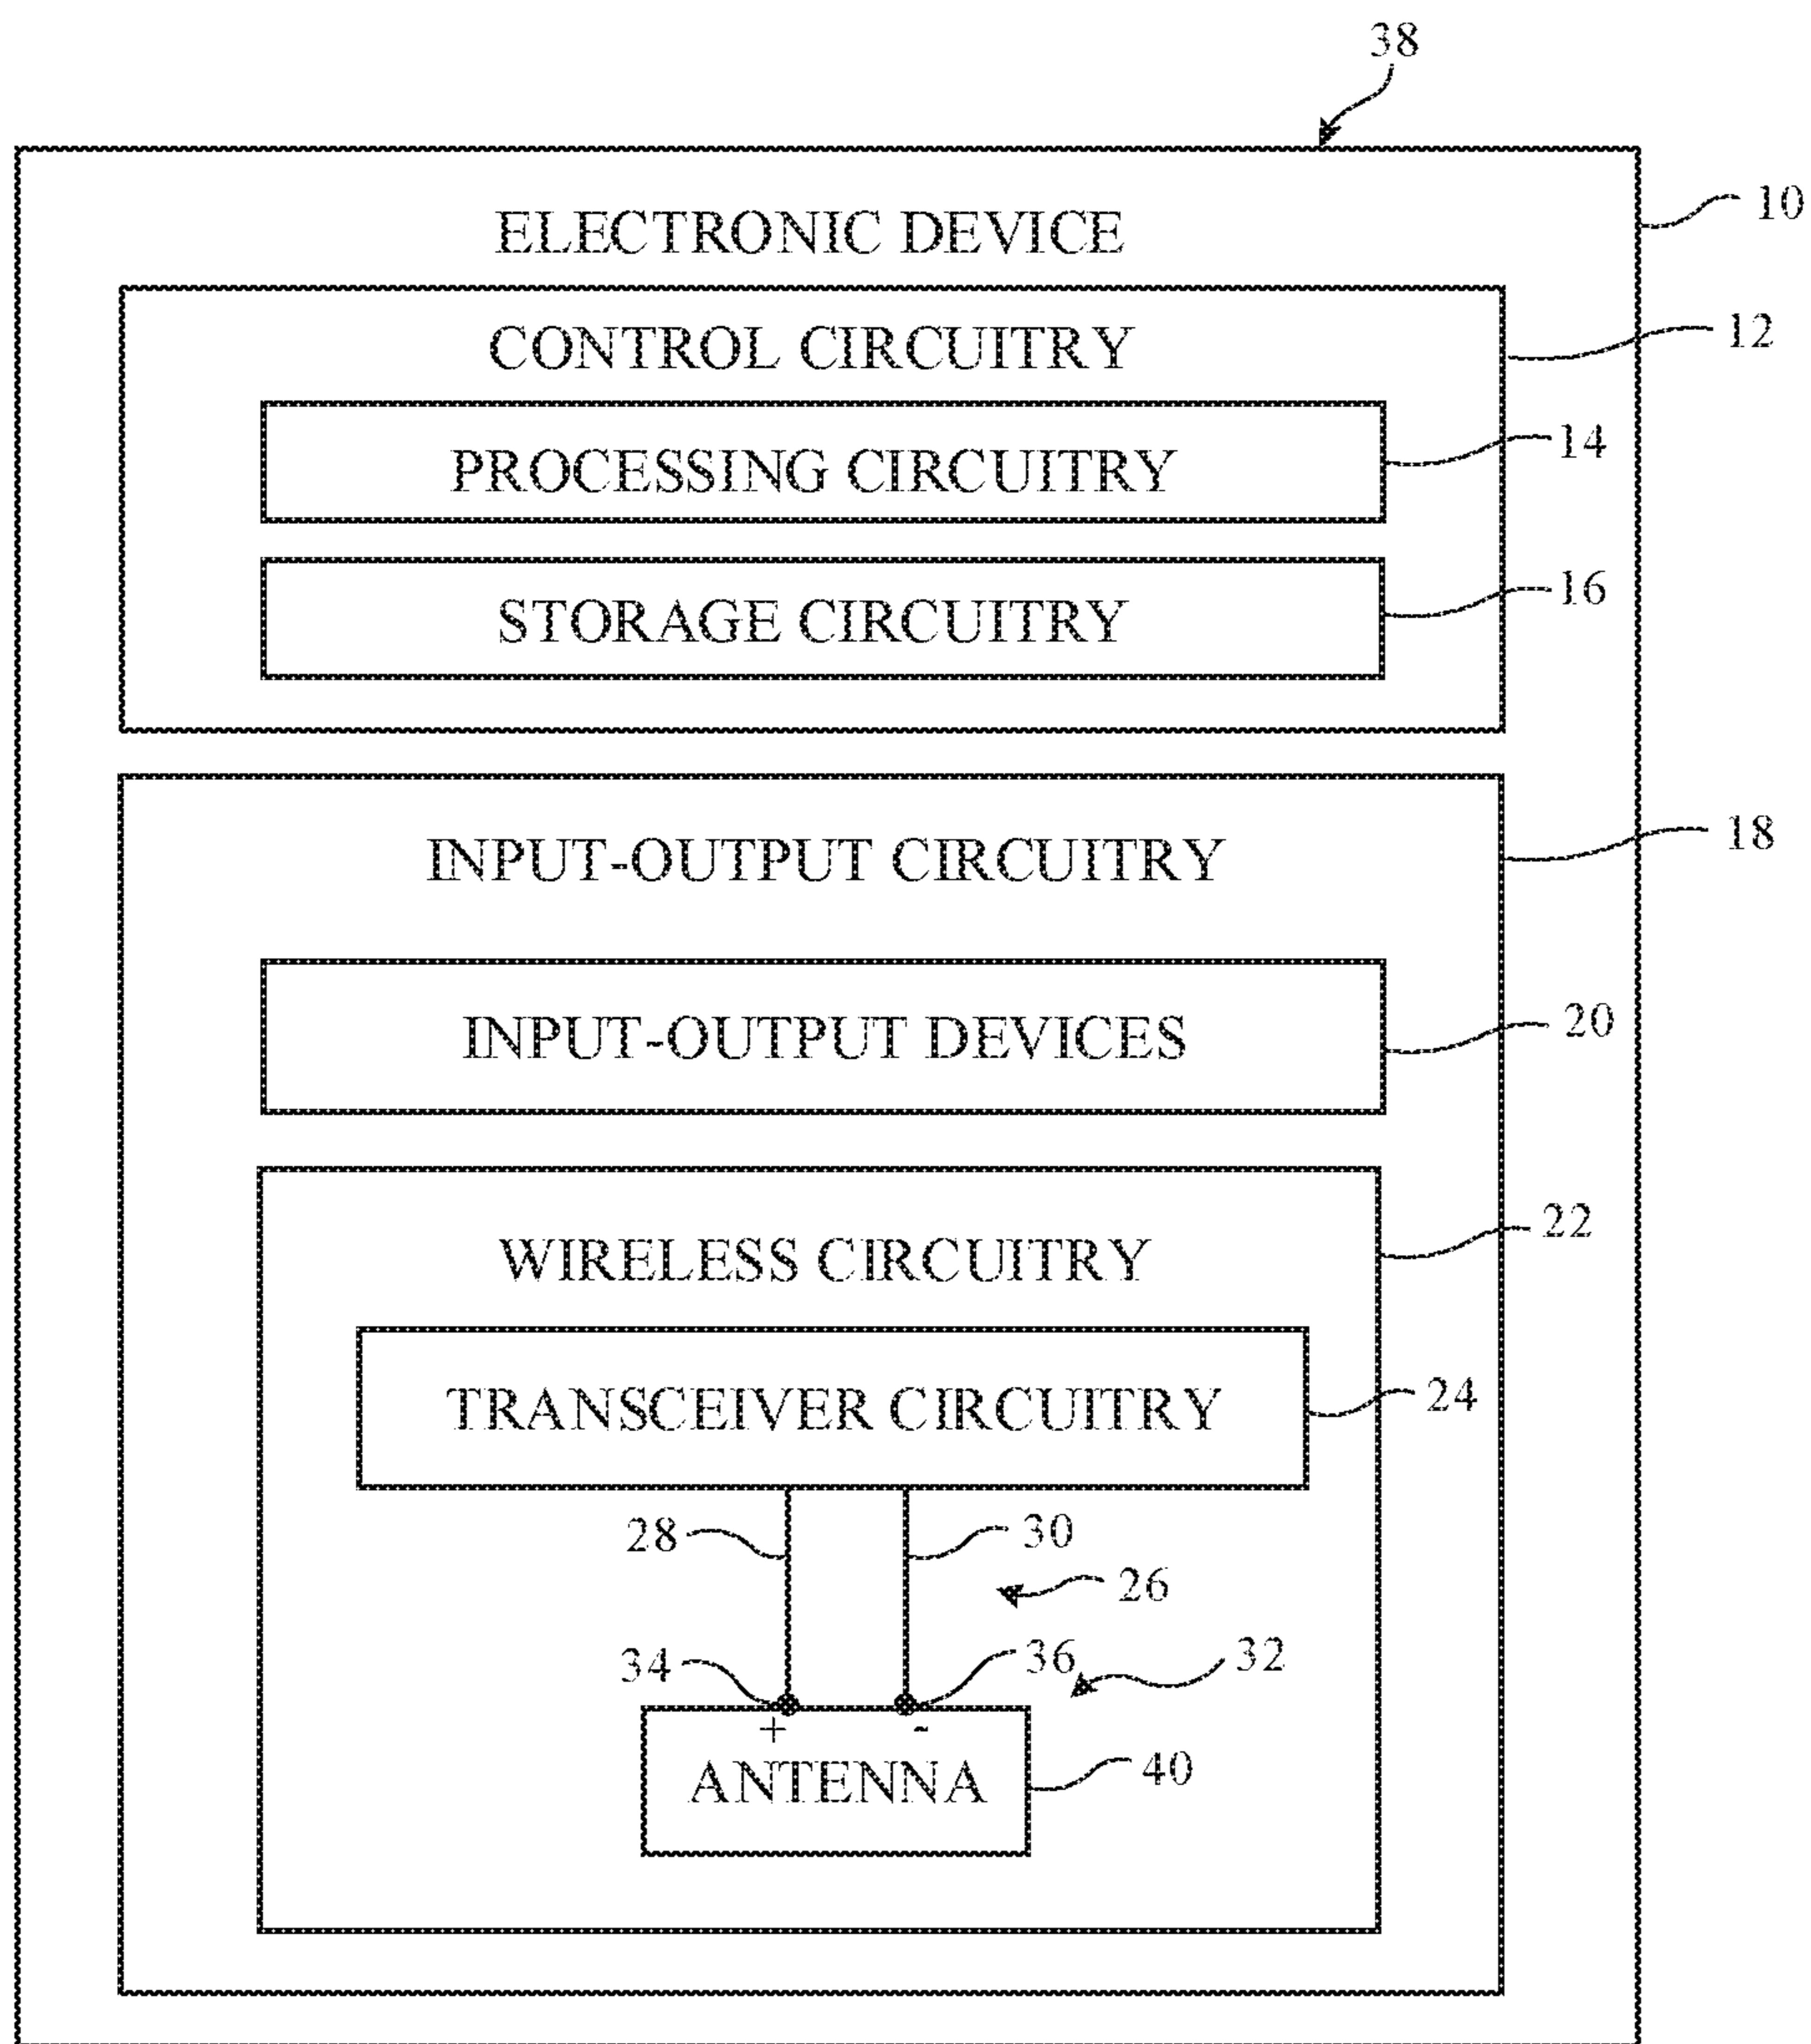 38
ELECTRONIC DEVICE
10
CONTROL CIRCUITRY
12
PROCESSING CIRCUITRY
14
STORAGE CIRCUITRY
16
INPUT-OUTPUT CIRCUITRY
18
INPUT-OUTPUT DEVICES
20
WIRELESS CIRCUITRY
22
TRANSCEIVER CIRCUITRY
24
28
30
26
34
36
32
+
-
ANTENNA
40